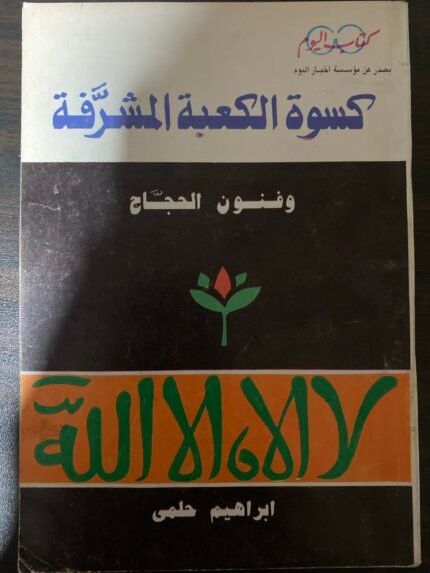 كتاب اليوم
يصدر عن مؤسسة اخبار اليوم
كسوة الكعبة المشرَّفة
وفنون الحجَّاج
لا اله الا الله
ابراهيم حلمى